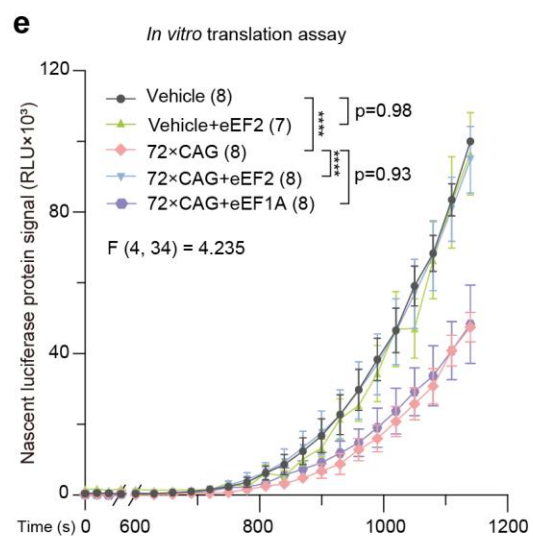 e
In vitro translation assay
Nascent luciferase protein signal (RLU×10³)
120
80
40
0
Vehicle (8)
Vehicle+eEF2 (7)
72×CAG (8)
72×CAG+eEF2 (8)
72×CAG+eEF1A (8)
****
p=0.98
****
p=0.93
F (4, 34) = 4.235
Time (s) 0 600 800 1000 1200